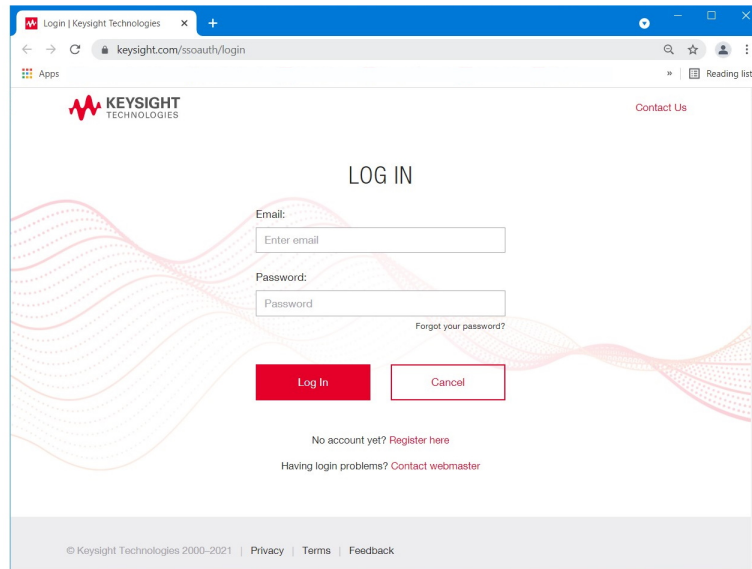 Login | Keysight Technologies
keysight.com/ssoauth/login
Apps
» Reading list
KEYSIGHT
TECHNOLOGIES
Contact Us
LOG IN
Email:
Enter email
Password:
Password
Forgot your password?
Log In Cancel
No account yet? Register here
Having login problems? Contact webmaster
© Keysight Technologies 2000–2021 | Privacy | Terms | Feedback